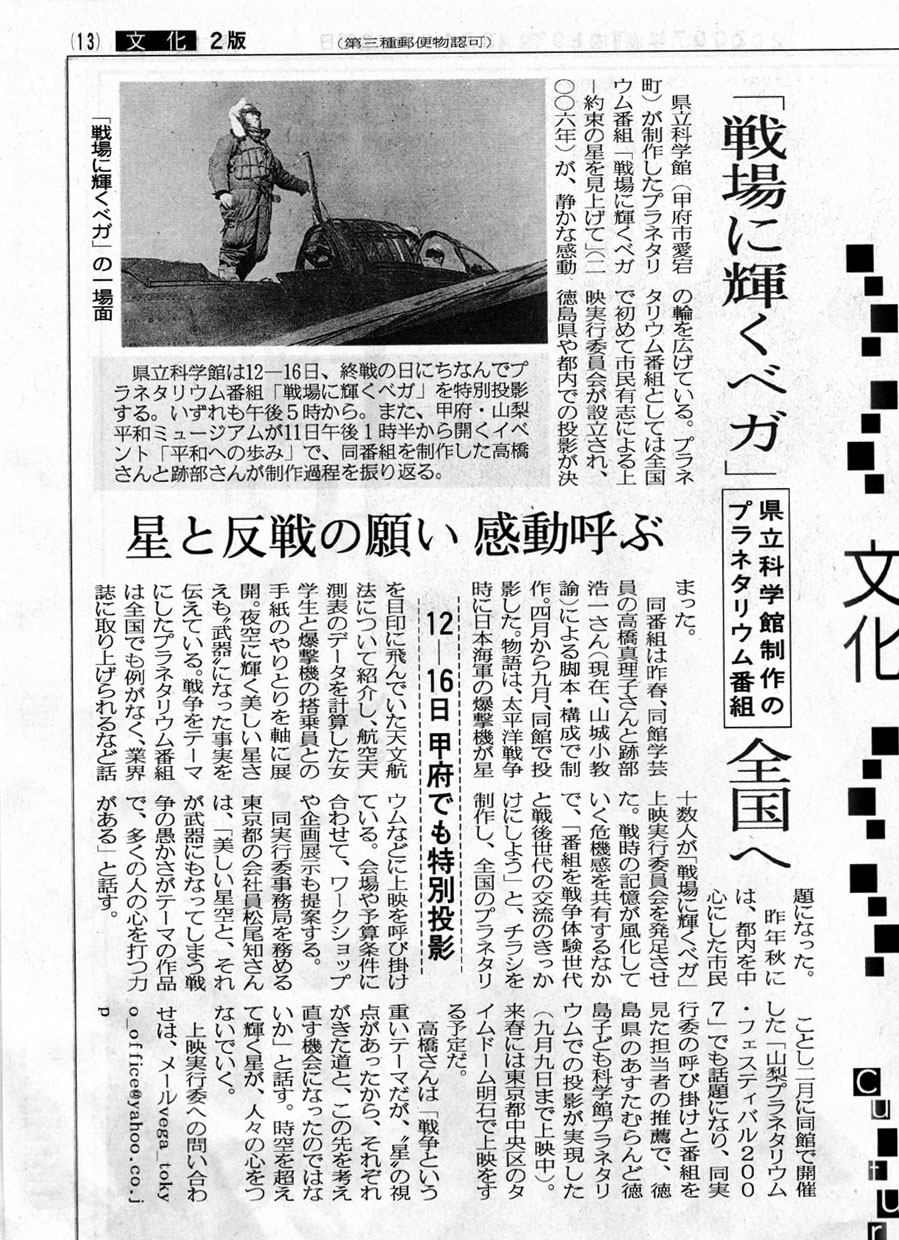 (13) 文化 2版
(第三種郵便物認可)
「戦場に輝くベガ」
県立科学館制作の
プラネタリウム番組
全国へ
県立科学館(甲府市愛宕
町)が制作したプラネタリ
ウム番組「戦場に輝くベガ
―約束の星を見上げて」(二
〇〇六年)が、静かな感動
の輪を広げている。プラネ
タリウム番組としては全国
で初めて市民有志による上
映実行委員会が設立され、
徳島県や都内での投影が決
「戦場に輝くベガ」の一場面
県立科学館は12―16日、終戦の日にちなんでプ
ラネタリウム番組「戦場に輝くベガ」を特別投影
する。いずれも午後5時から。また、甲府・山梨
平和ミュージアムが11日午後1時半から開くイベ
ント「平和への歩み」で、同番組を制作した高橋
さんと跡部さんが制作過程を振り返る。
星と反戦の願い 感動呼ぶ
まった。
同番組は昨春、同館学芸
員の高橋真理子さんと跡部
浩一さん(現在、山城小教
諭)による脚本・構成で制
作。四月から九月、同館で投
影した。物語は、太平洋戦争
時に日本海軍の爆撃機が星
12―16日 甲府でも特別投影
を目印に飛んでいた天文航
法について紹介し、航空天
測表のデータを計算した女
学生と爆撃機の搭乗員との
手紙のやりとりを軸に展
開。夜空に輝く美しい星さ
えも〝武器〟になった事実を
伝えている。戦争をテーマ
にしたプラネタリウム番組
は全国でも例がなく、業界
誌に取り上げられるなど話
題になった。
昨年秋に
は、都内を中
心にした市民
十数人が「戦場に輝くベガ」
上映実行委員会を発足させ
た。戦時の記憶が風化して
いく危機感を共有するなか
で、「番組を戦争体験世代
と戦後世代の交流のきっか
けにしよう」と、チラシを
制作し、全国のプラネタリ
ウムなどに上映を呼び掛け
ている。会場や予算条件に
合わせて、ワークショップ
や企画展示も提案する。
同実行委事務局を務める
東京都の会社員松尾知さん
は、「美しい星空と、それ
が武器にもなってしまう戦
争の愚かさがテーマの作品
で、多くの人の心を打つ力
がある」と話す。
ことし二月に同館で開催
した「山梨プラネタリウム
・フェスティバル200
7」でも話題になり、同実
行委の呼び掛けと番組を
見た担当者の推薦で、徳
島県のあすたむらんど徳
島子ども科学館プラネタリ
ウムでの投影が実現した
(九月九日まで上映中)。
来春には東京都中央区のタ
イムドーム明石で上映をす
る予定だ。
高橋さんは「戦争という
重いテーマだが、〝星〟の視
点があったから、それぞれ
がきた道と、この先を考え
直す機会になったのではな
いか」と話す。時空を超え
て輝く星が、人々の心をつ
ないでいく。
上映実行委への問い合わ
せは、メールvega_toky
o_office@yahoo.co.j
p
文化
Cultur